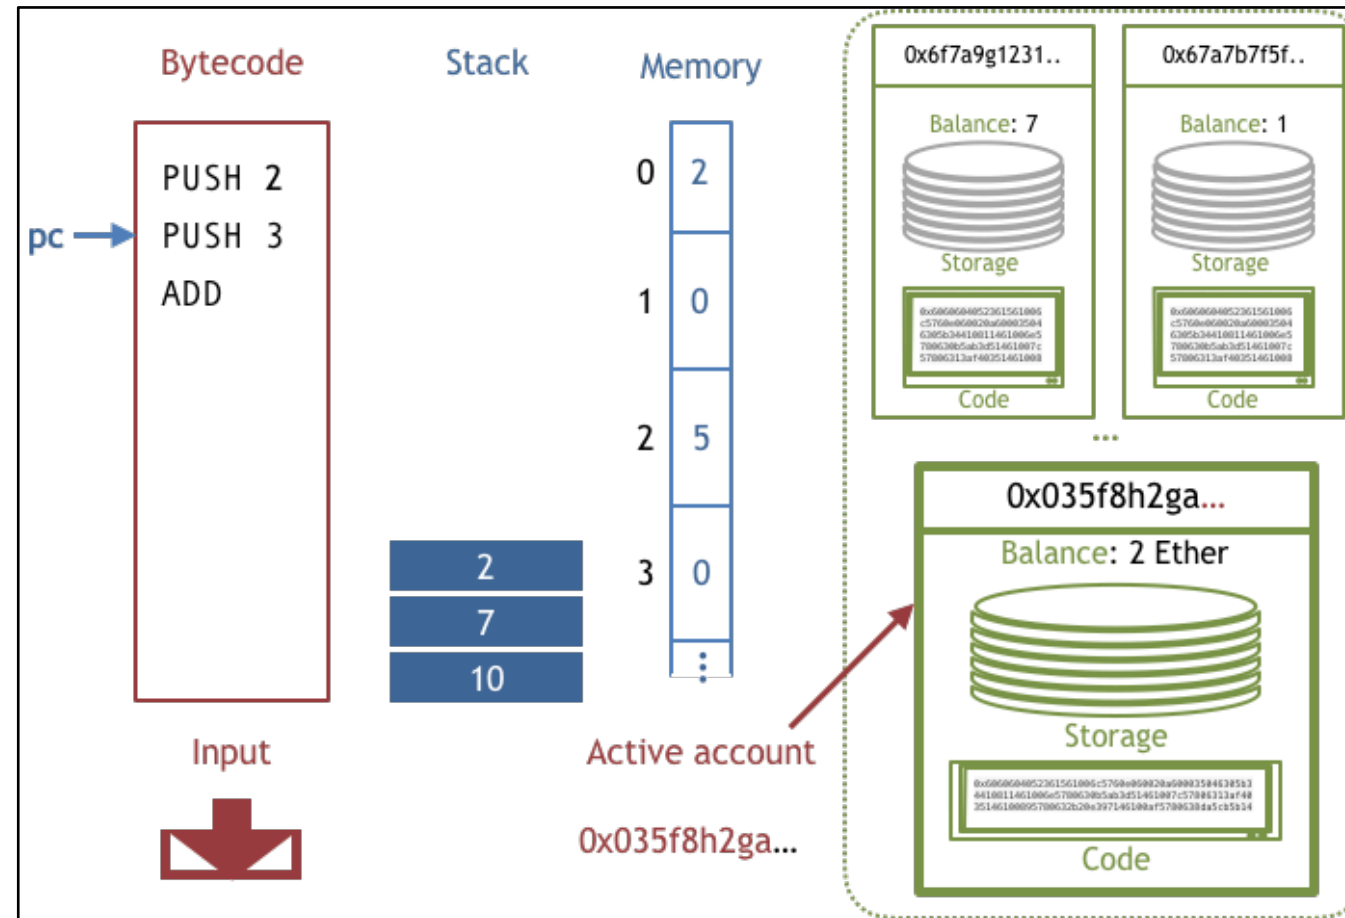 Bytecode
PUSH 2
PUSH 3
ADD
pc
Input
Stack
2
7
10
Memory
0 2
1 0
2 5
3 0
⋮
Active account
0x035f8h2ga...
0x6f7a9g1231..
Balance: 7
Storage
Code
0x67a7b7f5f..
Balance: 1
Storage
Code
...
0x035f8h2ga...
Balance: 2 Ether
Storage
Code